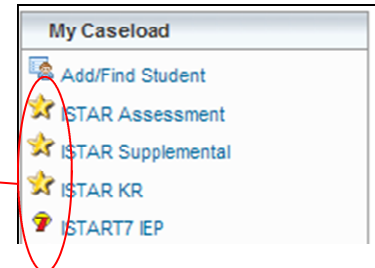 My Caseload
Add/Find Student
ISTAR Assessment
ISTAR Supplemental
ISTAR KR
ISTART7 IEP